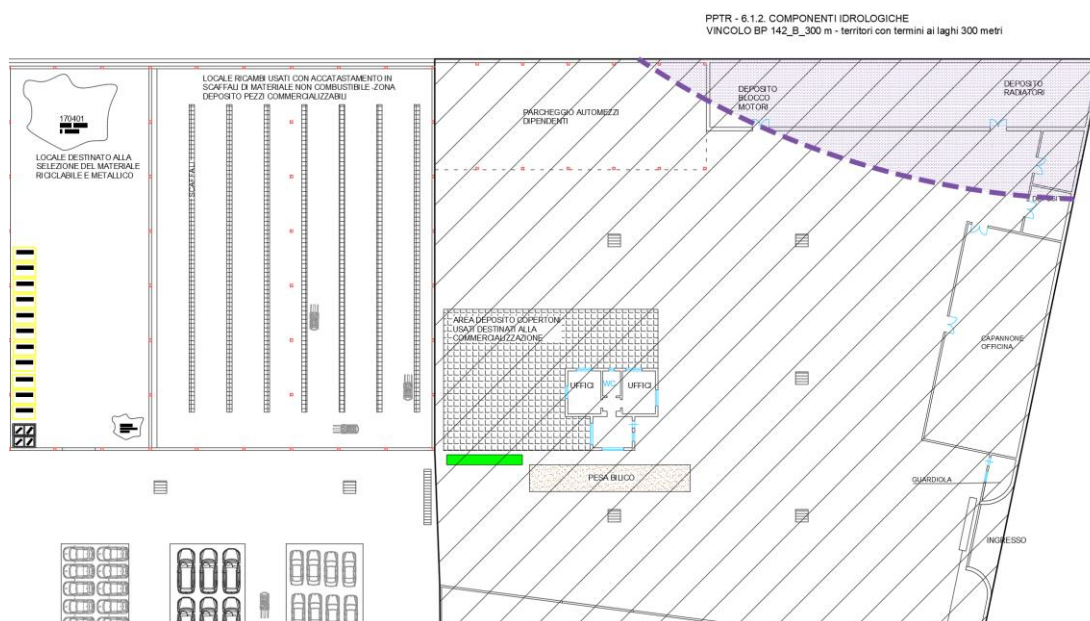 PPTR - 6.1.2. COMPONENTI IDROLOGICHE
VINCOLO BP 142_B_300 m - territori con termini ai laghi 300 metri
LOCALE RICAMBI USATI CON ACCATASTAMENTO IN
SCAFFALI DI MATERIALE NON COMBUSTIBILE -ZONA
DEPOSITO PEZZI COMMERCIALIZZABILI
170401
LOCALE DESTINATO ALLA
SELEZIONE DEL MATERIALE
RICICLABILE E METALLICO
SCAFFALI
PARCHEGGIO AUTOMEZZI
DIPENDENTI
DEPOSITO
BLOCCO
MOTORI
DEPOSITO
RADIATORI
AREA DEPOSITO COPERTONI
USATI DESTINATI ALLA
COMMERCIALIZZAZIONE
UFFICI
WC
UFFICI
CAPANNONE
OFFICINA
PESA BILICO
GUARDIOLA
INGRESSO